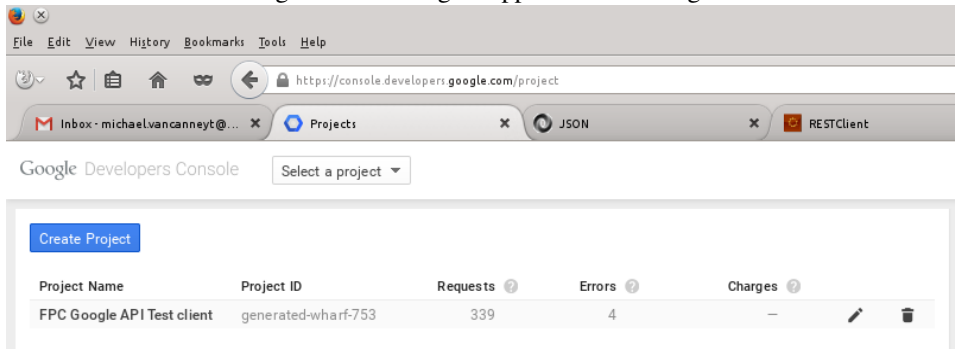 File Edit View History Bookmarks Tools Help
https://console.developers.google.com/project
Inbox - michael.vancanneyt@... × Projects × JSON × RESTClient
Google Developers Console Select a project
Create Project
Project Name Project ID Requests ? Errors ? Charges ?
FPC Google API Test client generated-wharf-753 339 4 —